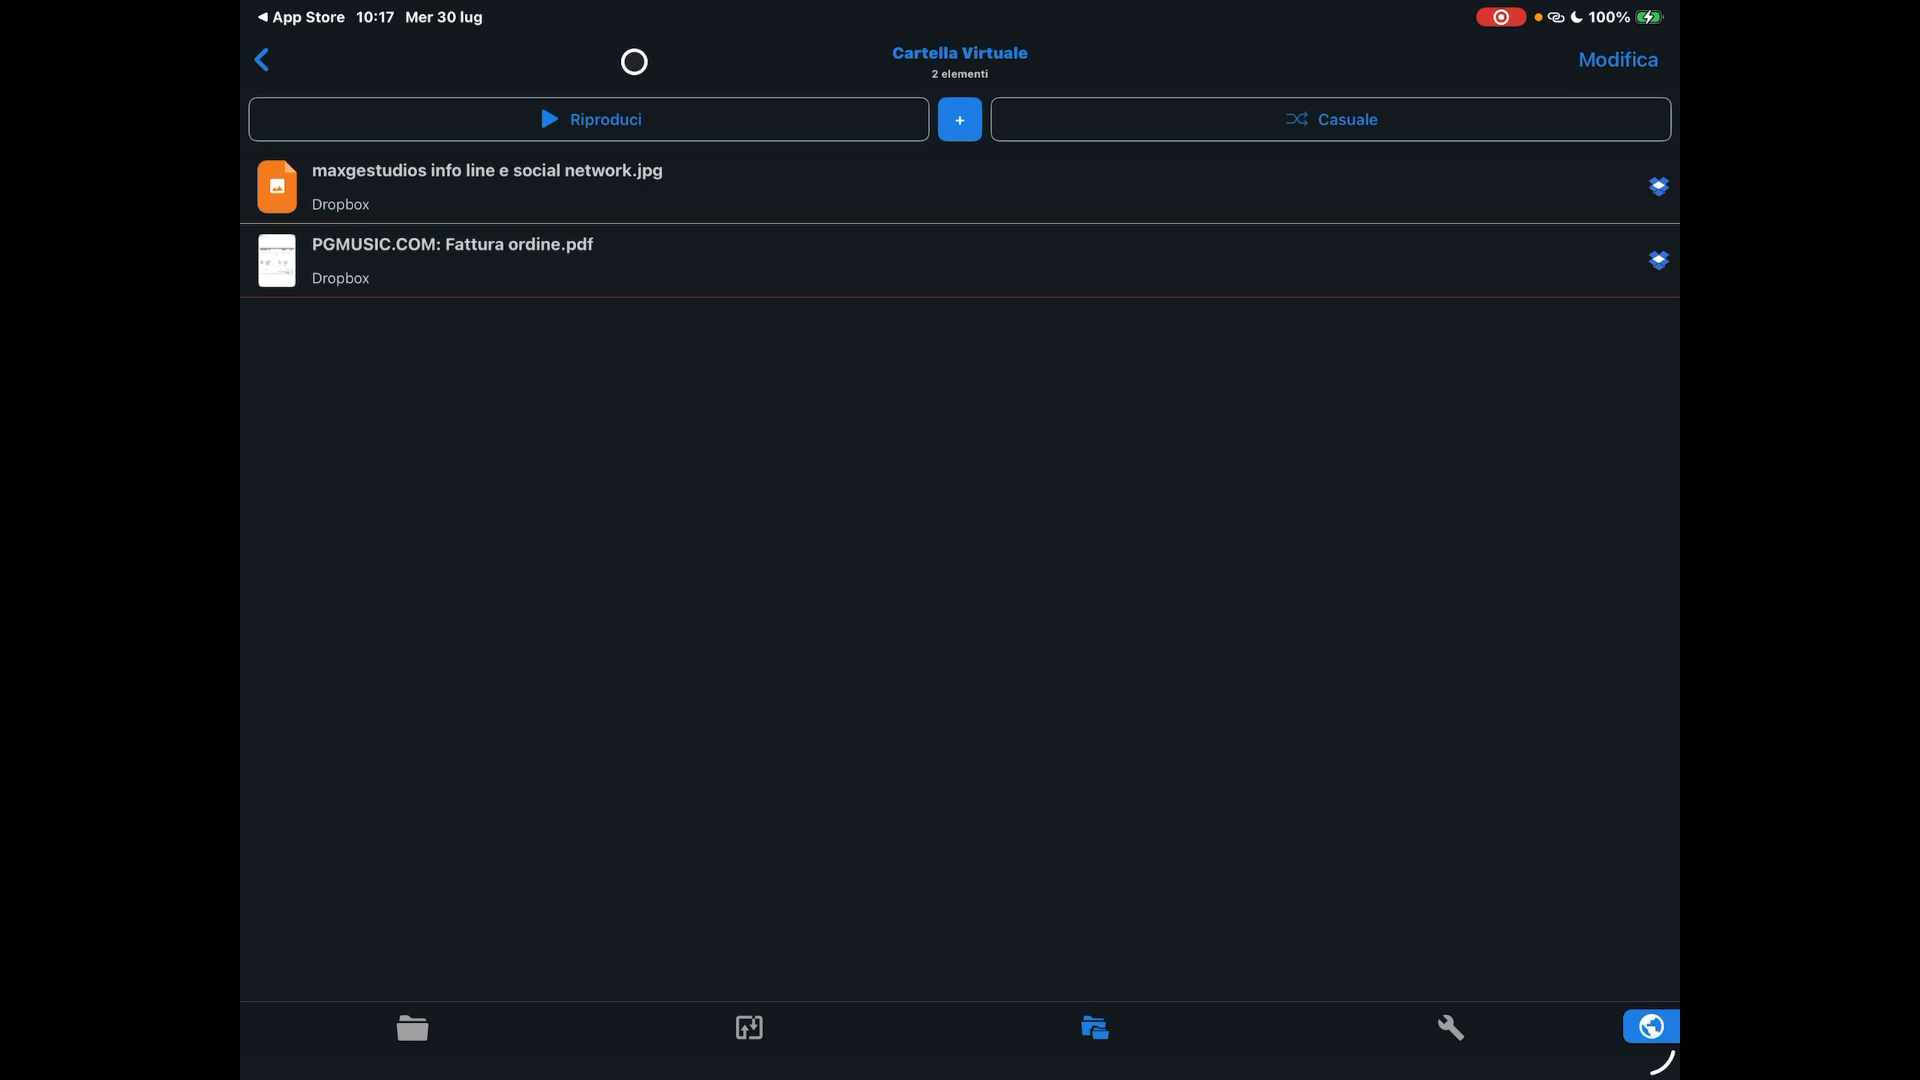 App Store 10:17 Mer 30 lug
100%
Cartella Virtuale
2 elementi
Modifica
Riproduci
+
Casuale
maxgestudios info line e social network.jpg
Dropbox
PGMUSIC.COM: Fattura ordine.pdf
Dropbox